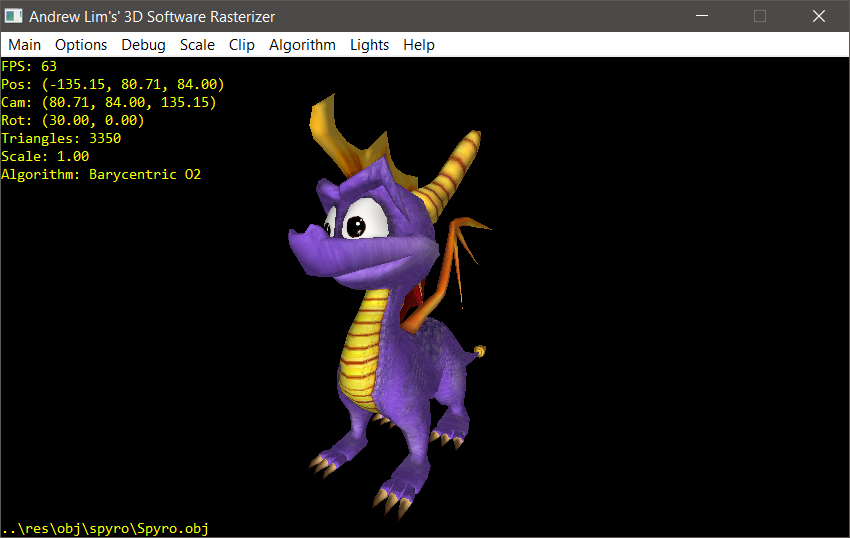 Andrew Lim's' 3D Software Rasterizer
Main Options Debug Scale Clip Algorithm Lights Help
FPS: 63
Pos: (-135.15, 80.71, 84.00)
Cam: (80.71, 84.00, 135.15)
Rot: (30.00, 0.00)
Triangles: 3350
Scale: 1.00
Algorithm: Barycentric O2
..\res\obj\spyro\Spyro.obj